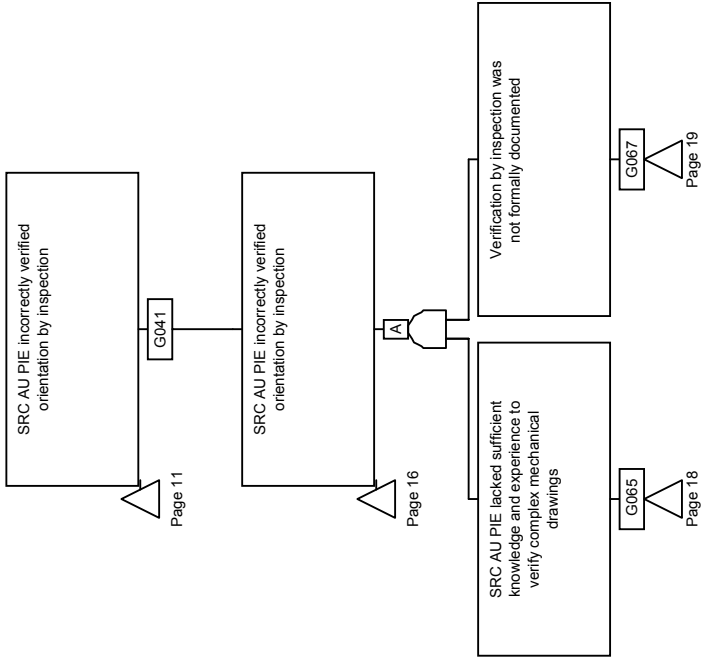 SRC AU PIE incorrectly verified
orientation by inspection
Page 11
G041
SRC AU PIE incorrectly verified
orientation by inspection
Page 16
A
SRC AU PIE lacked sufficient
knowledge and experience to
verify complex mechanical
drawings
G065
Page 18
Verification by inspection was
not formally documented
G067
Page 19